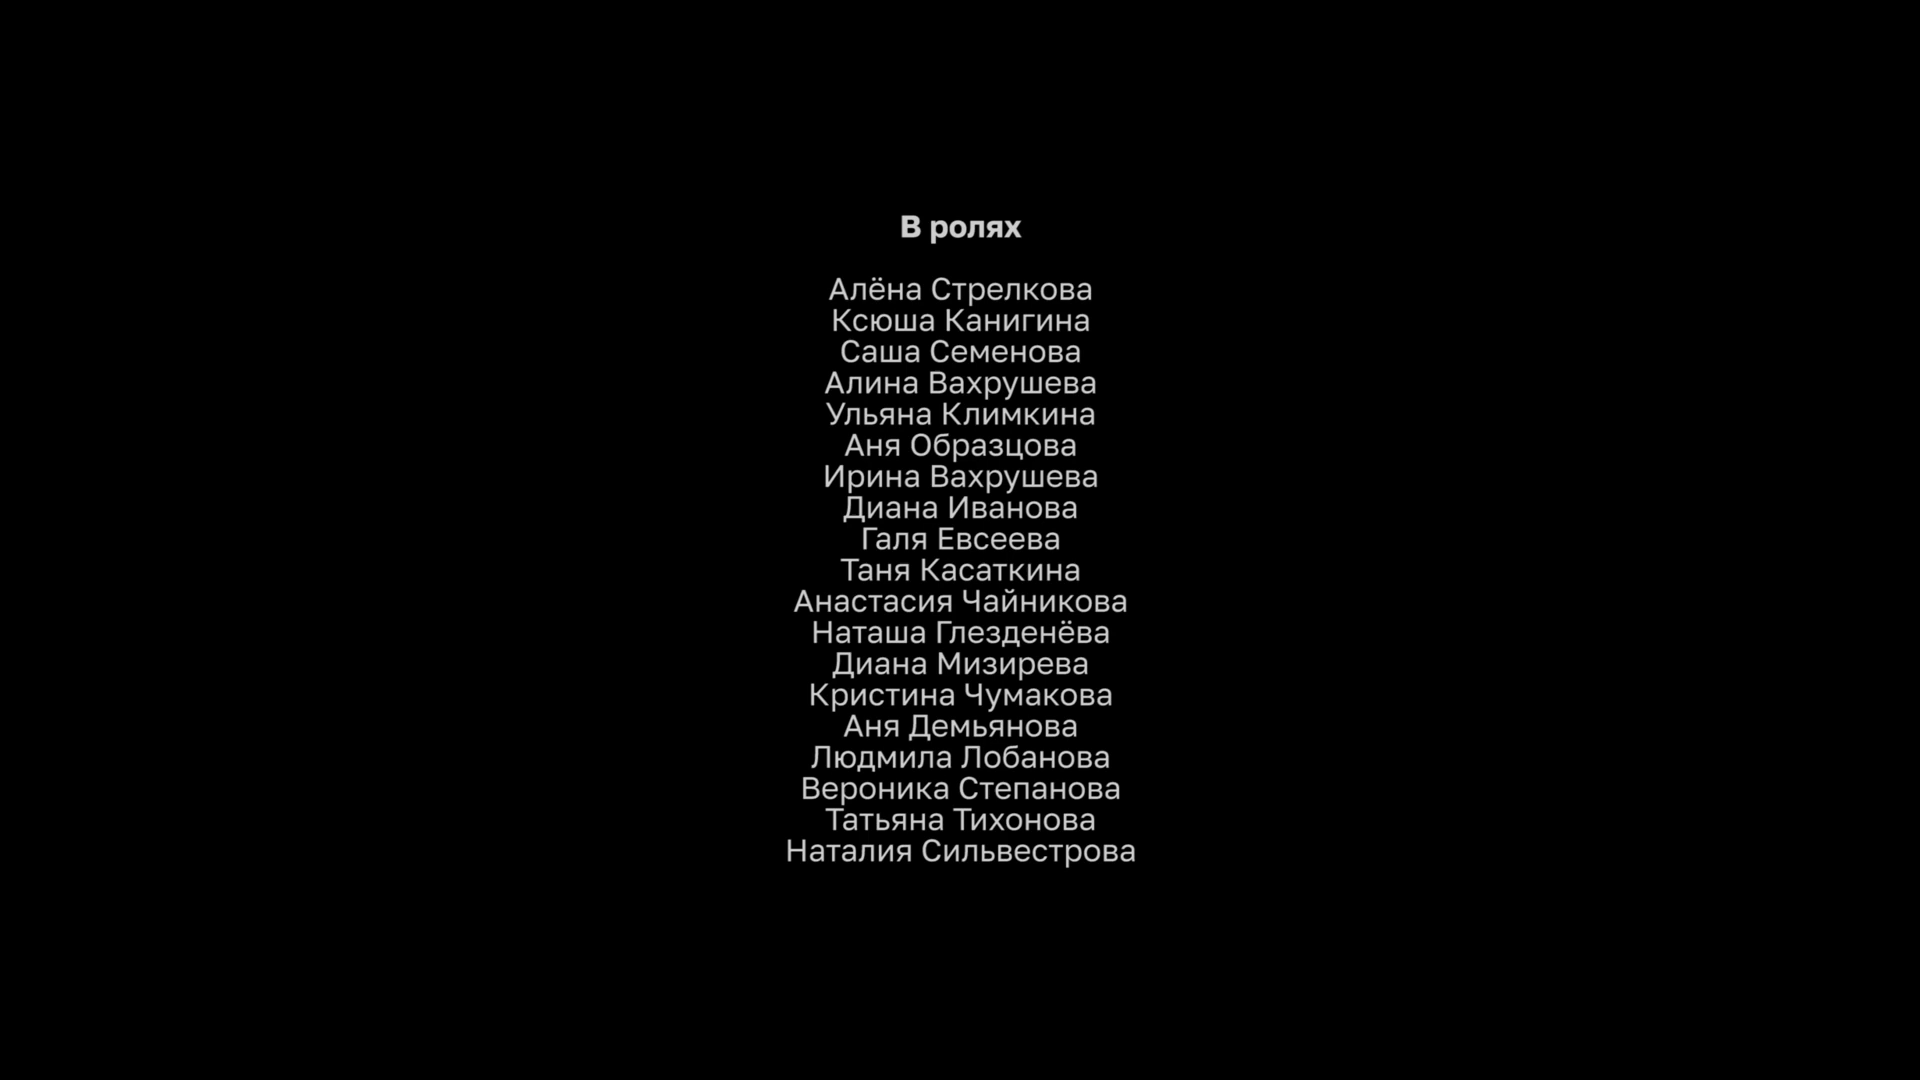 В ролях
Алёна Стрелкова
Ксюша Канигина
Саша Семенова
Алина Вахрушева
Ульяна Климкина
Аня Образцова
Ирина Вахрушева
Диана Иванова
Галя Евсеева
Таня Касаткина
Анастасия Чайникова
Наташа Глезденёва
Диана Мизирева
Кристина Чумакова
Аня Демьянова
Людмила Лобанова
Вероника Степанова
Татьяна Тихонова
Наталия Сильвестрова